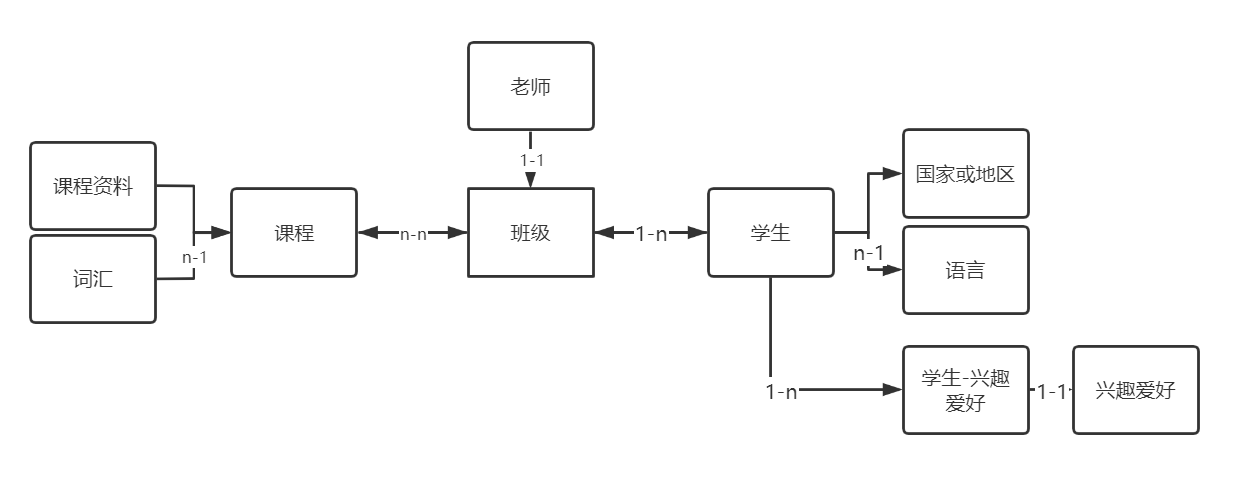 老师
1-1
课程资料
词汇
n-1
课程
n-n
班级
1-n
学生
n-1
国家或地区
语言
1-n
学生-兴趣
爱好
1-1
兴趣爱好